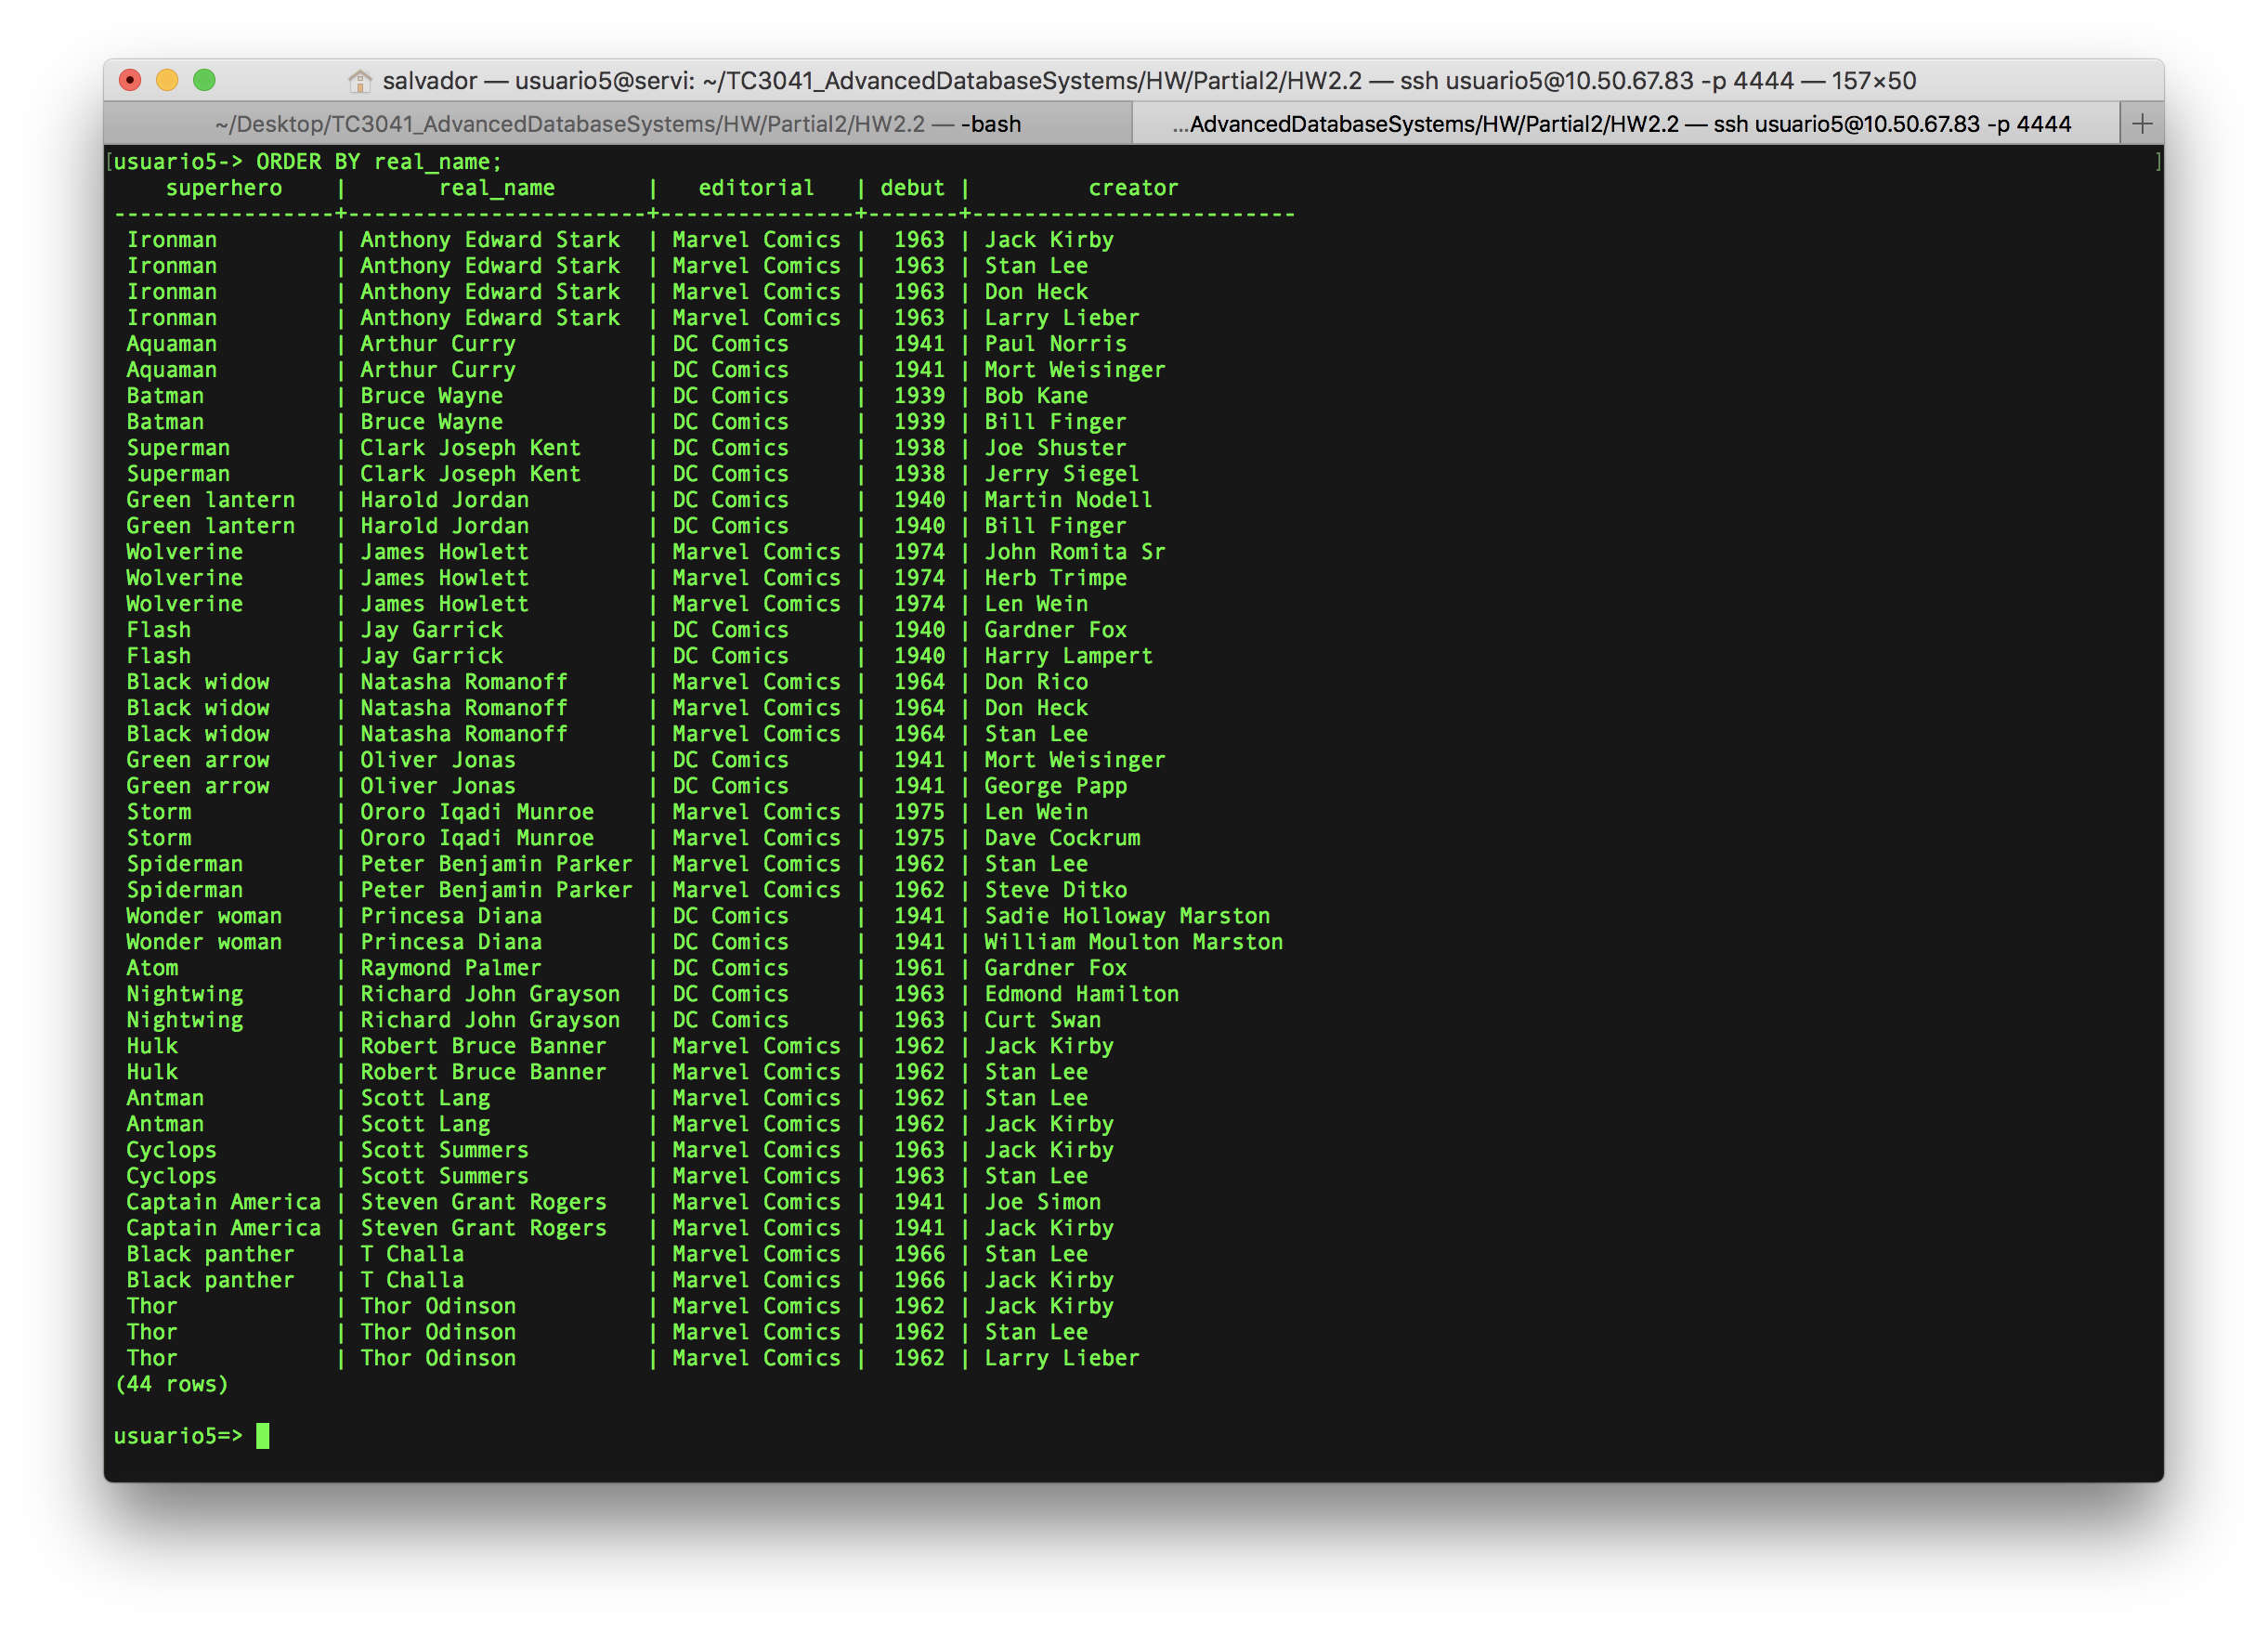 salvador — usuario5@servi: ~/TC3041_AdvancedDatabaseSystems/HW/Partial2/HW2.2 — ssh usuario5@10.50.67.83 -p 4444 — 157×50
~/Desktop/TC3041_AdvancedDatabaseSystems/HW/Partial2/HW2.2 — -bash ...AdvancedDatabaseSystems/HW/Partial2/HW2.2 — ssh usuario5@10.50.67.83 -p 4444 +
[usuario5-> ORDER BY real_name; ]
    superhero    |       real_name       |   editorial   | debut |         creator
-----------------+-----------------------+---------------+-------+-------------------------
 Ironman         | Anthony Edward Stark  | Marvel Comics |  1963 | Jack Kirby
 Ironman         | Anthony Edward Stark  | Marvel Comics |  1963 | Stan Lee
 Ironman         | Anthony Edward Stark  | Marvel Comics |  1963 | Don Heck
 Ironman         | Anthony Edward Stark  | Marvel Comics |  1963 | Larry Lieber
 Aquaman         | Arthur Curry          | DC Comics     |  1941 | Paul Norris
 Aquaman         | Arthur Curry          | DC Comics     |  1941 | Mort Weisinger
 Batman          | Bruce Wayne           | DC Comics     |  1939 | Bob Kane
 Batman          | Bruce Wayne           | DC Comics     |  1939 | Bill Finger
 Superman        | Clark Joseph Kent     | DC Comics     |  1938 | Joe Shuster
 Superman        | Clark Joseph Kent     | DC Comics     |  1938 | Jerry Siegel
 Green lantern   | Harold Jordan         | DC Comics     |  1940 | Martin Nodell
 Green lantern   | Harold Jordan         | DC Comics     |  1940 | Bill Finger
 Wolverine       | James Howlett         | Marvel Comics |  1974 | John Romita Sr
 Wolverine       | James Howlett         | Marvel Comics |  1974 | Herb Trimpe
 Wolverine       | James Howlett         | Marvel Comics |  1974 | Len Wein
 Flash           | Jay Garrick           | DC Comics     |  1940 | Gardner Fox
 Flash           | Jay Garrick           | DC Comics     |  1940 | Harry Lampert
 Black widow     | Natasha Romanoff      | Marvel Comics |  1964 | Don Rico
 Black widow     | Natasha Romanoff      | Marvel Comics |  1964 | Don Heck
 Black widow     | Natasha Romanoff      | Marvel Comics |  1964 | Stan Lee
 Green arrow     | Oliver Jonas          | DC Comics     |  1941 | Mort Weisinger
 Green arrow     | Oliver Jonas          | DC Comics     |  1941 | George Papp
 Storm           | Ororo Iqadi Munroe    | Marvel Comics |  1975 | Len Wein
 Storm           | Ororo Iqadi Munroe    | Marvel Comics |  1975 | Dave Cockrum
 Spiderman       | Peter Benjamin Parker | Marvel Comics |  1962 | Stan Lee
 Spiderman       | Peter Benjamin Parker | Marvel Comics |  1962 | Steve Ditko
 Wonder woman    | Princesa Diana        | DC Comics     |  1941 | Sadie Holloway Marston
 Wonder woman    | Princesa Diana        | DC Comics     |  1941 | William Moulton Marston
 Atom            | Raymond Palmer        | DC Comics     |  1961 | Gardner Fox
 Nightwing       | Richard John Grayson  | DC Comics     |  1963 | Edmond Hamilton
 Nightwing       | Richard John Grayson  | DC Comics     |  1963 | Curt Swan
 Hulk            | Robert Bruce Banner   | Marvel Comics |  1962 | Jack Kirby
 Hulk            | Robert Bruce Banner   | Marvel Comics |  1962 | Stan Lee
 Antman          | Scott Lang            | Marvel Comics |  1962 | Stan Lee
 Antman          | Scott Lang            | Marvel Comics |  1962 | Jack Kirby
 Cyclops         | Scott Summers         | Marvel Comics |  1963 | Jack Kirby
 Cyclops         | Scott Summers         | Marvel Comics |  1963 | Stan Lee
 Captain America | Steven Grant Rogers   | Marvel Comics |  1941 | Joe Simon
 Captain America | Steven Grant Rogers   | Marvel Comics |  1941 | Jack Kirby
 Black panther   | T Challa              | Marvel Comics |  1966 | Stan Lee
 Black panther   | T Challa              | Marvel Comics |  1966 | Jack Kirby
 Thor            | Thor Odinson          | Marvel Comics |  1962 | Jack Kirby
 Thor            | Thor Odinson          | Marvel Comics |  1962 | Stan Lee
 Thor            | Thor Odinson          | Marvel Comics |  1962 | Larry Lieber
(44 rows)
usuario5=>